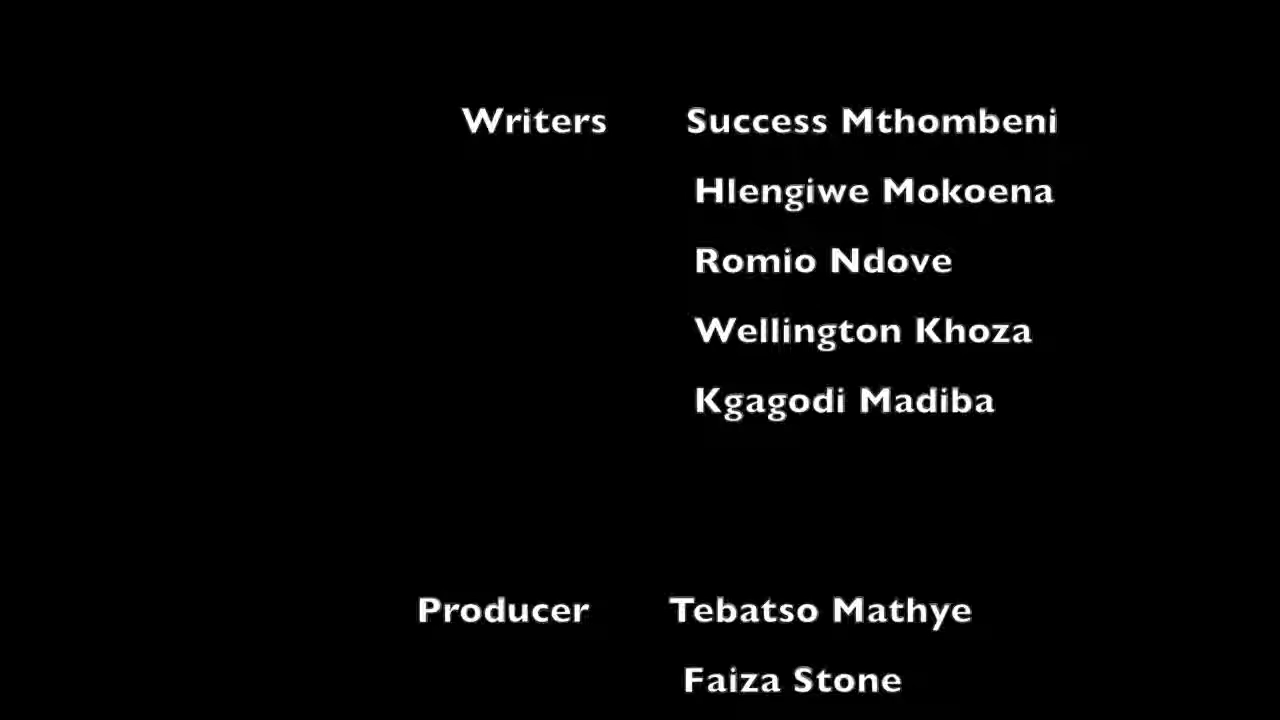 Writers Success Mthombeni
Hlengiwe Mokoena
Romio Ndove
Wellington Khoza
Kgagodi Madiba
Producer Tebatso Mathye
Faiza Stone